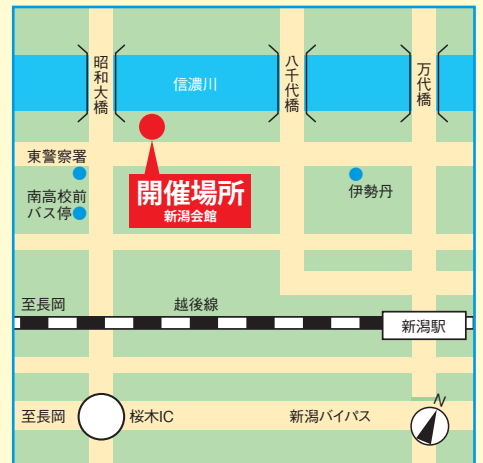 昭和大橋
信濃川
八千代橋
万代橋
東警察署
南高校前
バス停
開催場所
新潟会館
伊勢丹
至長岡
越後線
新潟駅
至長岡
桜木IC
新潟バイパス
N